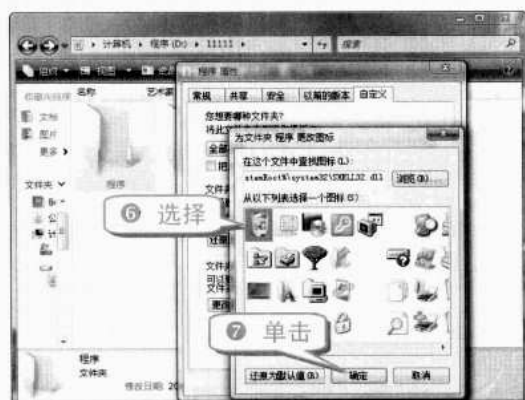 计算机 ▸ 程序 (D:) ▸ 11111 ▸
搜索
组织 视图
名称 艺术家
文档
图片
更多
文件夹
程序
程序 属性
常规 共享 安全 以前的版本 自定义
您想要哪种文件夹?
为文件夹 程序 更改图标
在这个文件中查找图标(L):
stemRoot%\system32\SHELL32.dll 浏览(B)...
从以下列表选择一个图标(S):
⑥ 选择
⑦ 单击
还原为默认值(R) 确定 取消
程序
文件夹
修改日期: 20